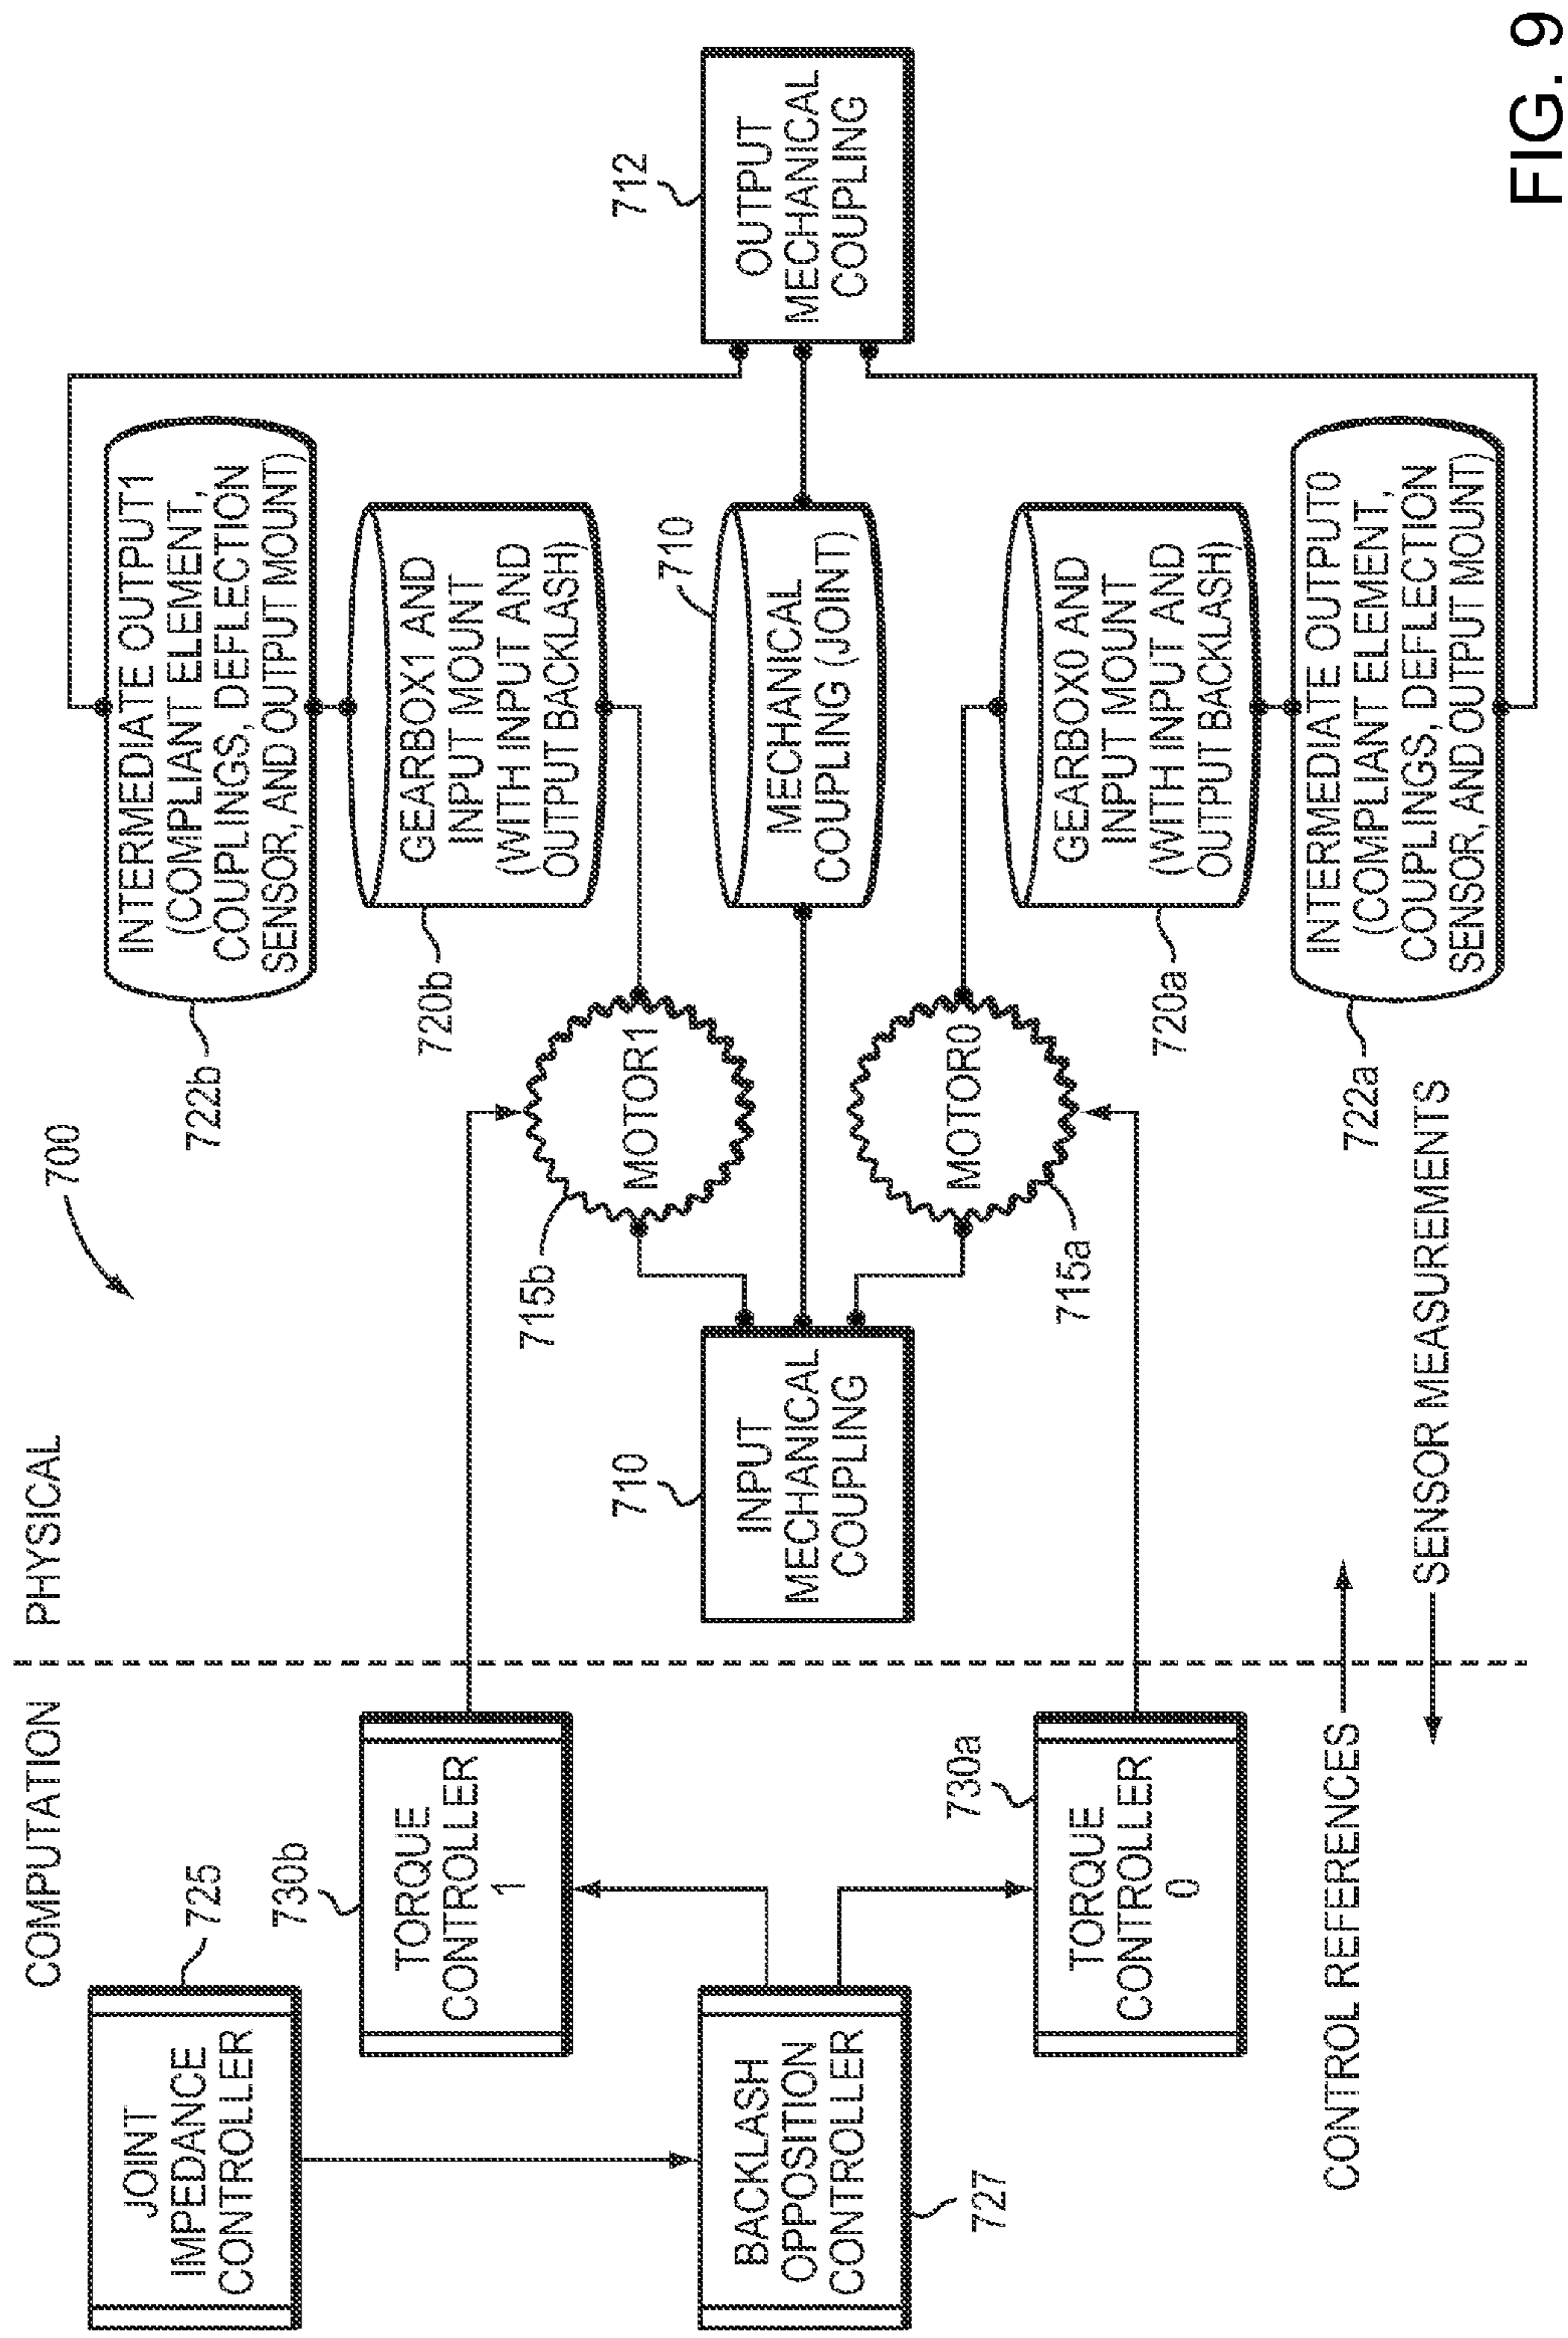 COMPUTATION
PHYSICAL
700
JOINT
IMPEDANCE
CONTROLLER
725
BACKLASH
OPPOSITION
CONTROLLER
727
730b
TORQUE
CONTROLLER
1
730a
TORQUE
CONTROLLER
0
CONTROL REFERENCES
SENSOR MEASUREMENTS
710
INPUT
MECHANICAL
COUPLING
715b
MOTOR1
MOTOR0
715a
722b
INTERMEDIATE OUTPUT1
(COMPLIANT ELEMENT,
COUPLINGS, DEFLECTION
SENSOR, AND OUTPUT MOUNT)
720b
GEARBOX1 AND
INPUT MOUNT
(WITH INPUT AND
OUTPUT BACKLASH)
710
MECHANICAL
COUPLING (JOINT)
720a
GEARBOX0 AND
INPUT MOUNT
(WITH INPUT AND
OUTPUT BACKLASH)
722a
INTERMEDIATE OUTPUT0
(COMPLIANT ELEMENT,
COUPLINGS, DEFLECTION
SENSOR, AND OUTPUT MOUNT)
712
OUTPUT
MECHANICAL
COUPLING
FIG. 9